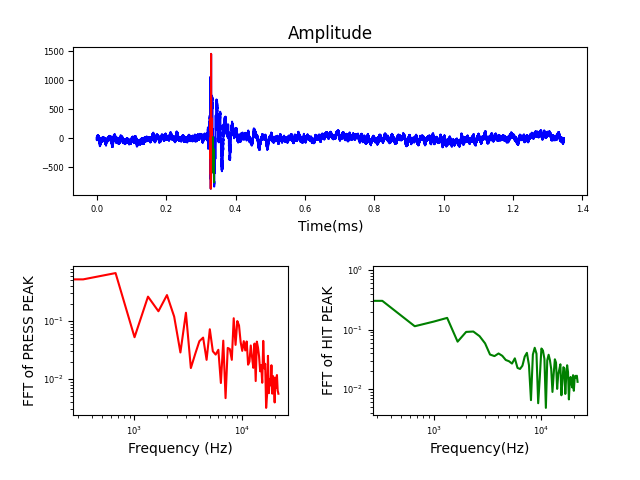 Amplitude
1500
1000
500
0
−500
0.0 0.2 0.4 0.6 0.8 1.0 1.2 1.4
Time(ms)
FFT of PRESS PEAK
10⁻¹
10⁻²
10³ 10⁴
Frequency (Hz)
FFT of HIT PEAK
10⁰
10⁻¹
10⁻²
10³ 10⁴
Frequency(Hz)